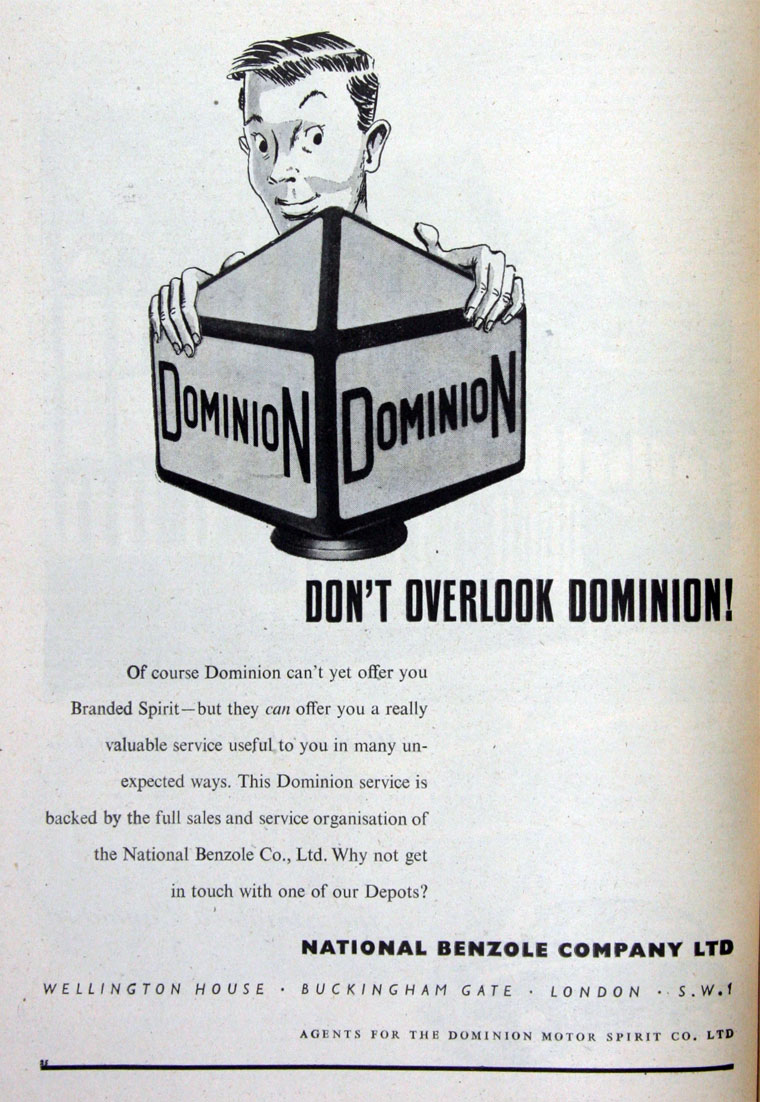 DOMINION DOMINION
DON'T OVERLOOK DOMINION!
Of course Dominion can't yet offer you
Branded Spirit—but they can offer you a really
valuable service useful to you in many un-
expected ways. This Dominion service is
backed by the full sales and service organisation of
the National Benzole Co., Ltd. Why not get
in touch with one of our Depots?
NATIONAL BENZOLE COMPANY LTD
WELLINGTON HOUSE · BUCKINGHAM GATE · LONDON · S.W.1
AGENTS FOR THE DOMINION MOTOR SPIRIT CO. LTD